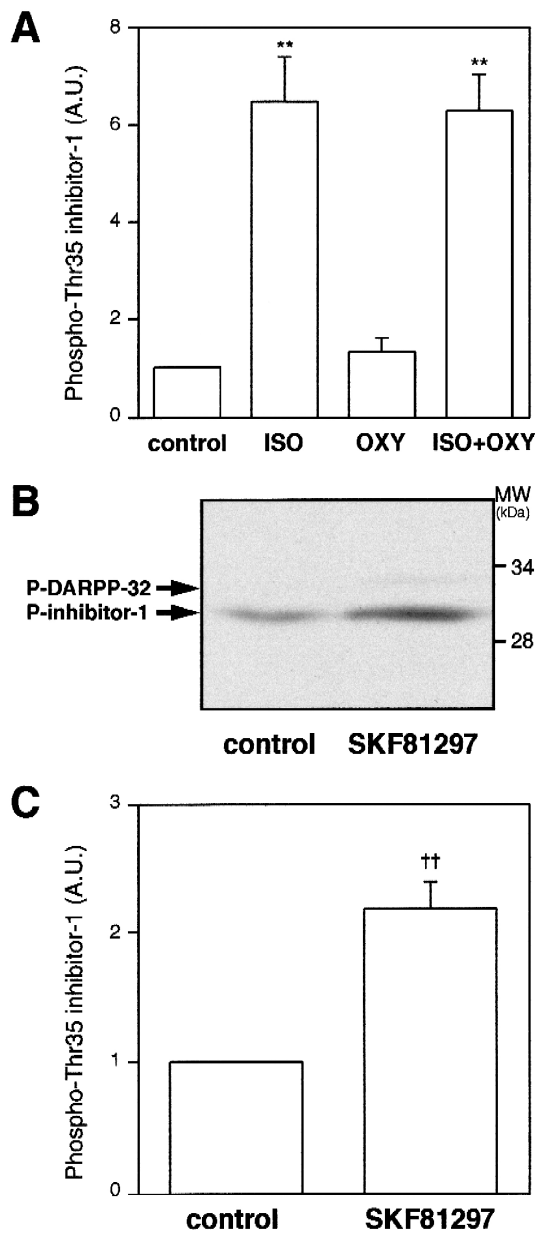 A
Phospho-Thr35 inhibitor-1 (A.U.)
8
6
4
2
0
**
**
control ISO OXY ISO+OXY
B
MW
(kDa)
P-DARPP-32
P-inhibitor-1
34
28
control SKF81297
C
Phospho-Thr35 inhibitor-1 (A.U.)
3
2
1
0
††
control SKF81297